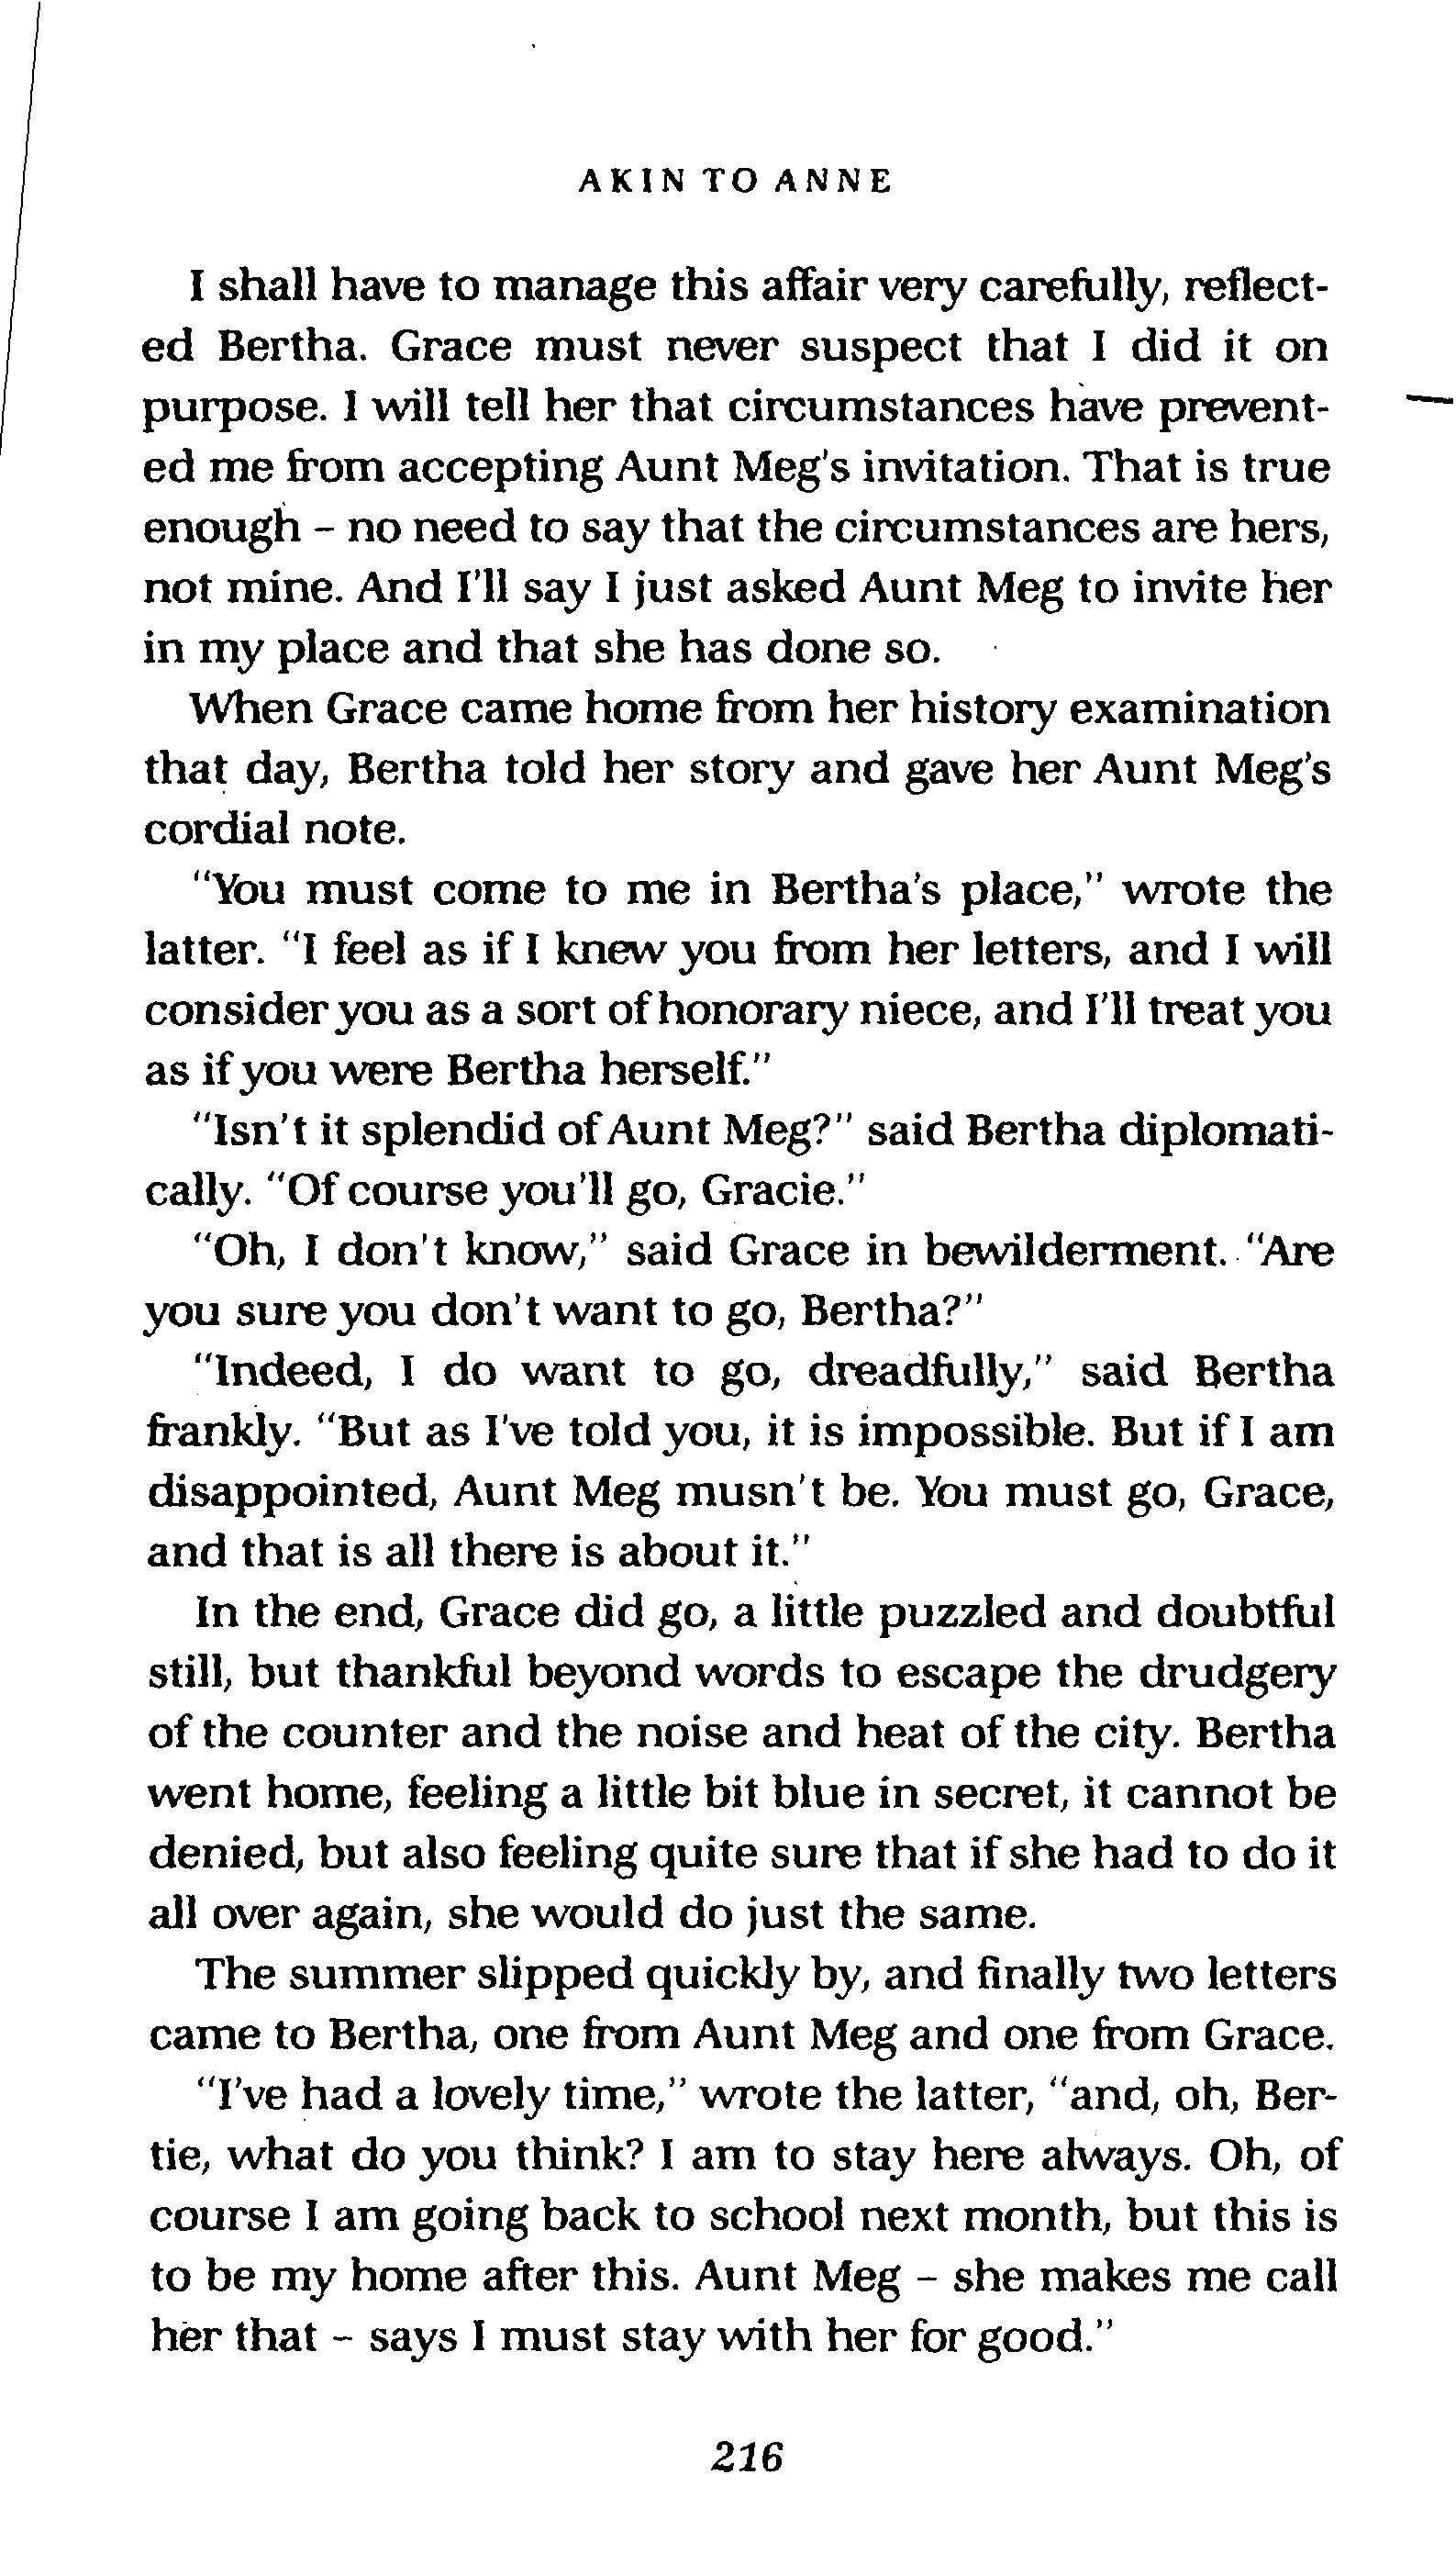 AKIN TO ANNE
I shall have to manage this affair very carefully, reflect-
ed Bertha. Grace must never suspect that I did it on
purpose. I will tell her that circumstances have prevent-
ed me from accepting Aunt Meg's invitation. That is true
enough – no need to say that the circumstances are hers,
not mine. And I'll say I just asked Aunt Meg to invite her
in my place and that she has done so.
When Grace came home from her history examination
that day, Bertha told her story and gave her Aunt Meg's
cordial note.
"You must come to me in Bertha's place," wrote the
latter. "I feel as if I knew you from her letters, and I will
consider you as a sort of honorary niece, and I'll treat you
as if you were Bertha herself."
"Isn't it splendid of Aunt Meg?" said Bertha diplomati-
cally. "Of course you'll go, Gracie."
"Oh, I don't know," said Grace in bewilderment. "Are
you sure you don't want to go, Bertha?"
"Indeed, I do want to go, dreadfully," said Bertha
frankly. "But as I've told you, it is impossible. But if I am
disappointed, Aunt Meg musn't be. You must go, Grace,
and that is all there is about it."
In the end, Grace did go, a little puzzled and doubtful
still, but thankful beyond words to escape the drudgery
of the counter and the noise and heat of the city. Bertha
went home, feeling a little bit blue in secret, it cannot be
denied, but also feeling quite sure that if she had to do it
all over again, she would do just the same.
The summer slipped quickly by, and finally two letters
came to Bertha, one from Aunt Meg and one from Grace.
"I've had a lovely time," wrote the latter, "and, oh, Ber-
tie, what do you think? I am to stay here always. Oh, of
course I am going back to school next month, but this is
to be my home after this. Aunt Meg – she makes me call
her that – says I must stay with her for good."
216